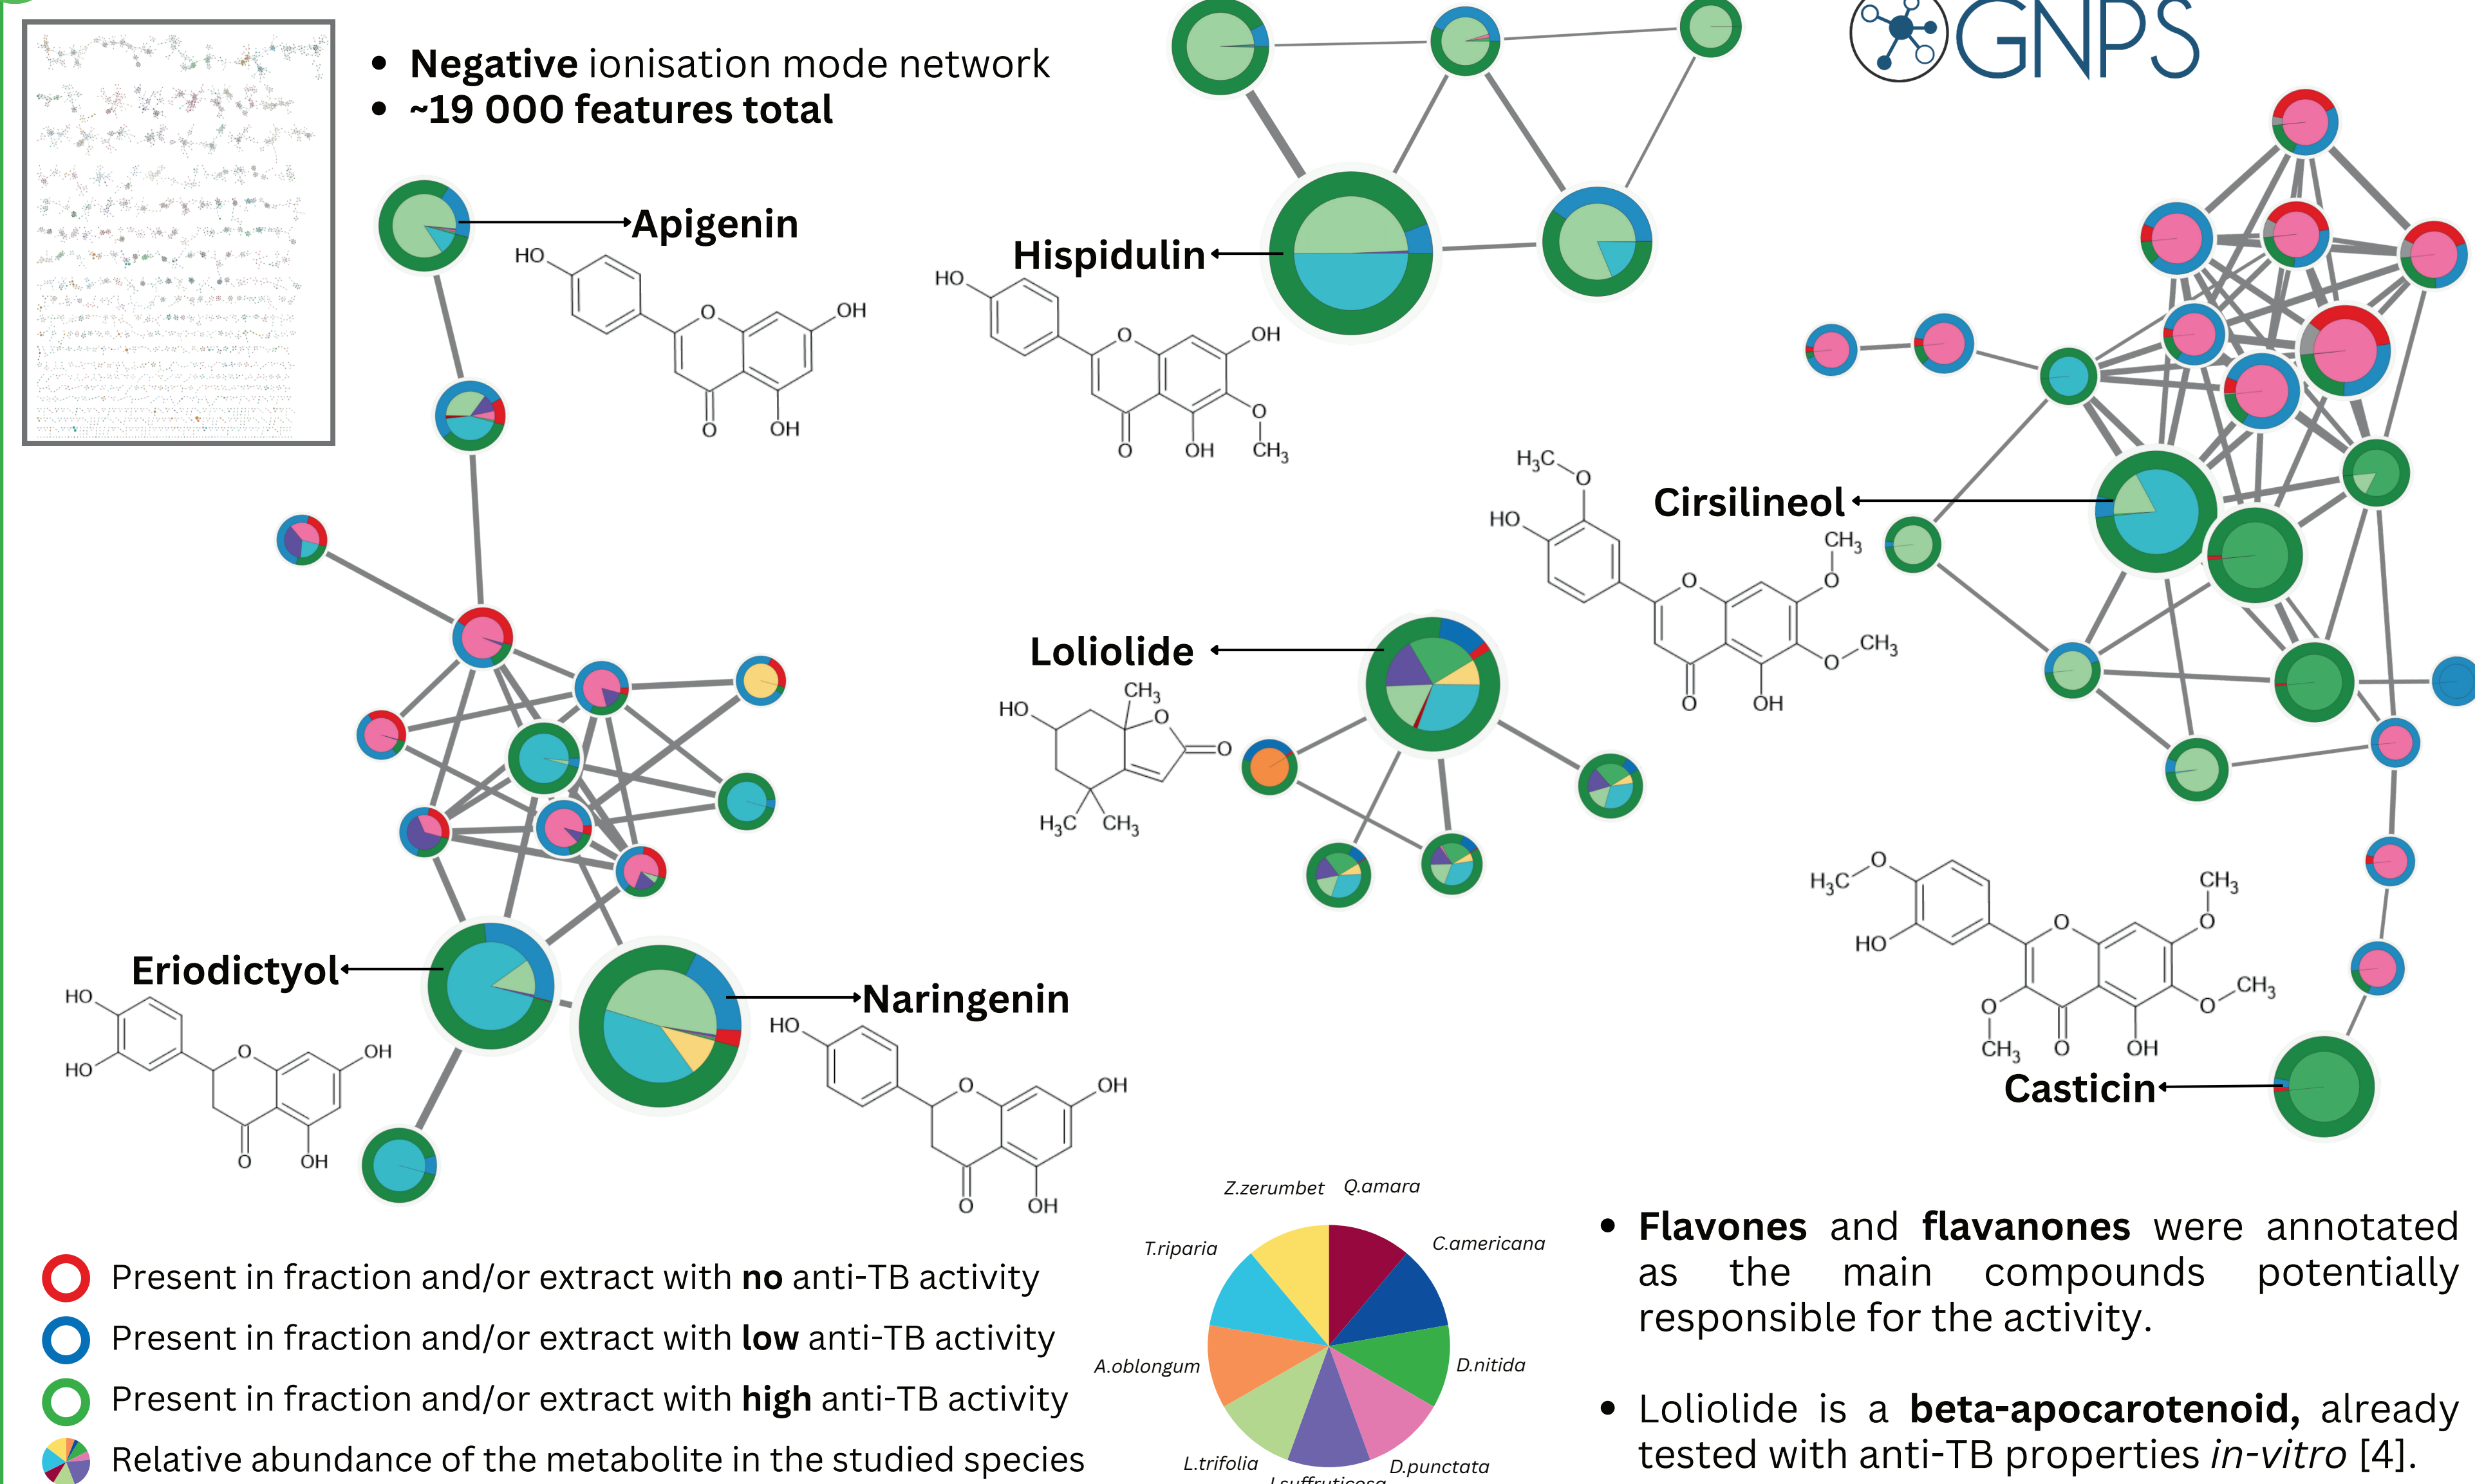 • Negative ionisation mode network
• ~19 000 features total
GNPS
Apigenin
HO
O
OH
O
OH
Hispidulin
HO
O
OH
O
CH3
O
OH
Cirsilineol
H3C
O
HO
O
CH3
O
O
CH3
O
OH
Loliolide
CH3
HO
O
O
H3C
CH3
Eriodictyol
HO
HO
O
OH
O
OH
Naringenin
HO
O
OH
O
OH
H3C
O
HO
O
CH3
O
O
CH3
O
CH3
O
OH
Casticin
Z.zerumbet
Q.amara
T.riparia
C.americana
A.oblongum
D.nitida
L.trifolia
D.punctata
Present in fraction and/or extract with no anti-TB activity
Present in fraction and/or extract with low anti-TB activity
Present in fraction and/or extract with high anti-TB activity
Relative abundance of the metabolite in the studied species
• Flavones and flavanones were annotated
as the main compounds potentially
responsible for the activity.
• Loliolide is a beta-apocarotenoid, already
tested with anti-TB properties in-vitro [4].